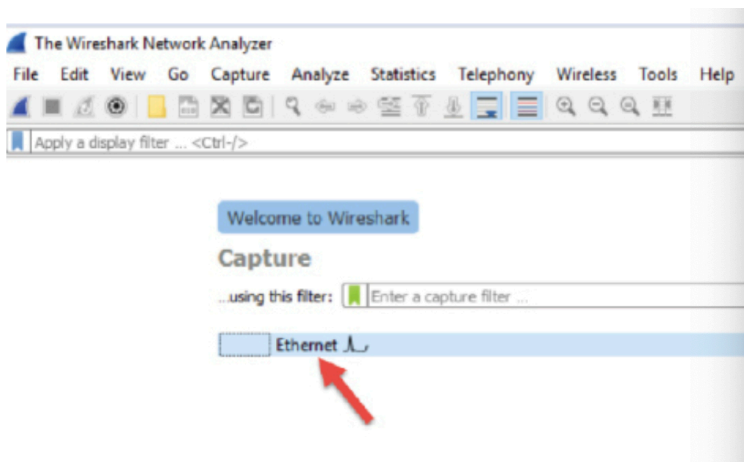 The Wireshark Network Analyzer
File Edit View Go Capture Analyze Statistics Telephony Wireless Tools Help
Apply a display filter ... <Ctrl-/>
Welcome to Wireshark
Capture
...using this filter: Enter a capture filter ...
Ethernet